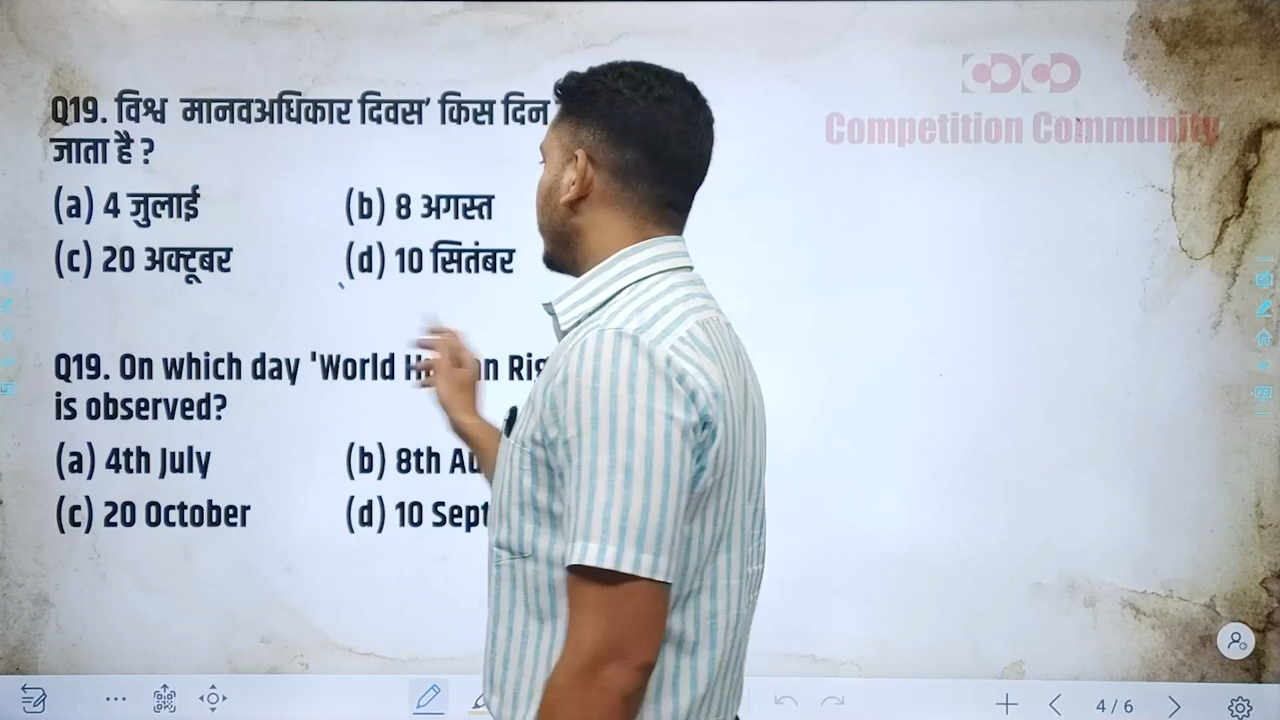 Q19. विश्व मानवअधिकार दिवस’ किस दिन
जाता है ?
(a) 4 जुलाई (b) 8 अगस्त
(c) 20 अक्टूबर (d) 10 सितंबर
Q19. On which day 'World
is observed?
(a) 4th July (b) 8th
(c) 20 October (d) 10
COCO
Competition Community
4 / 6